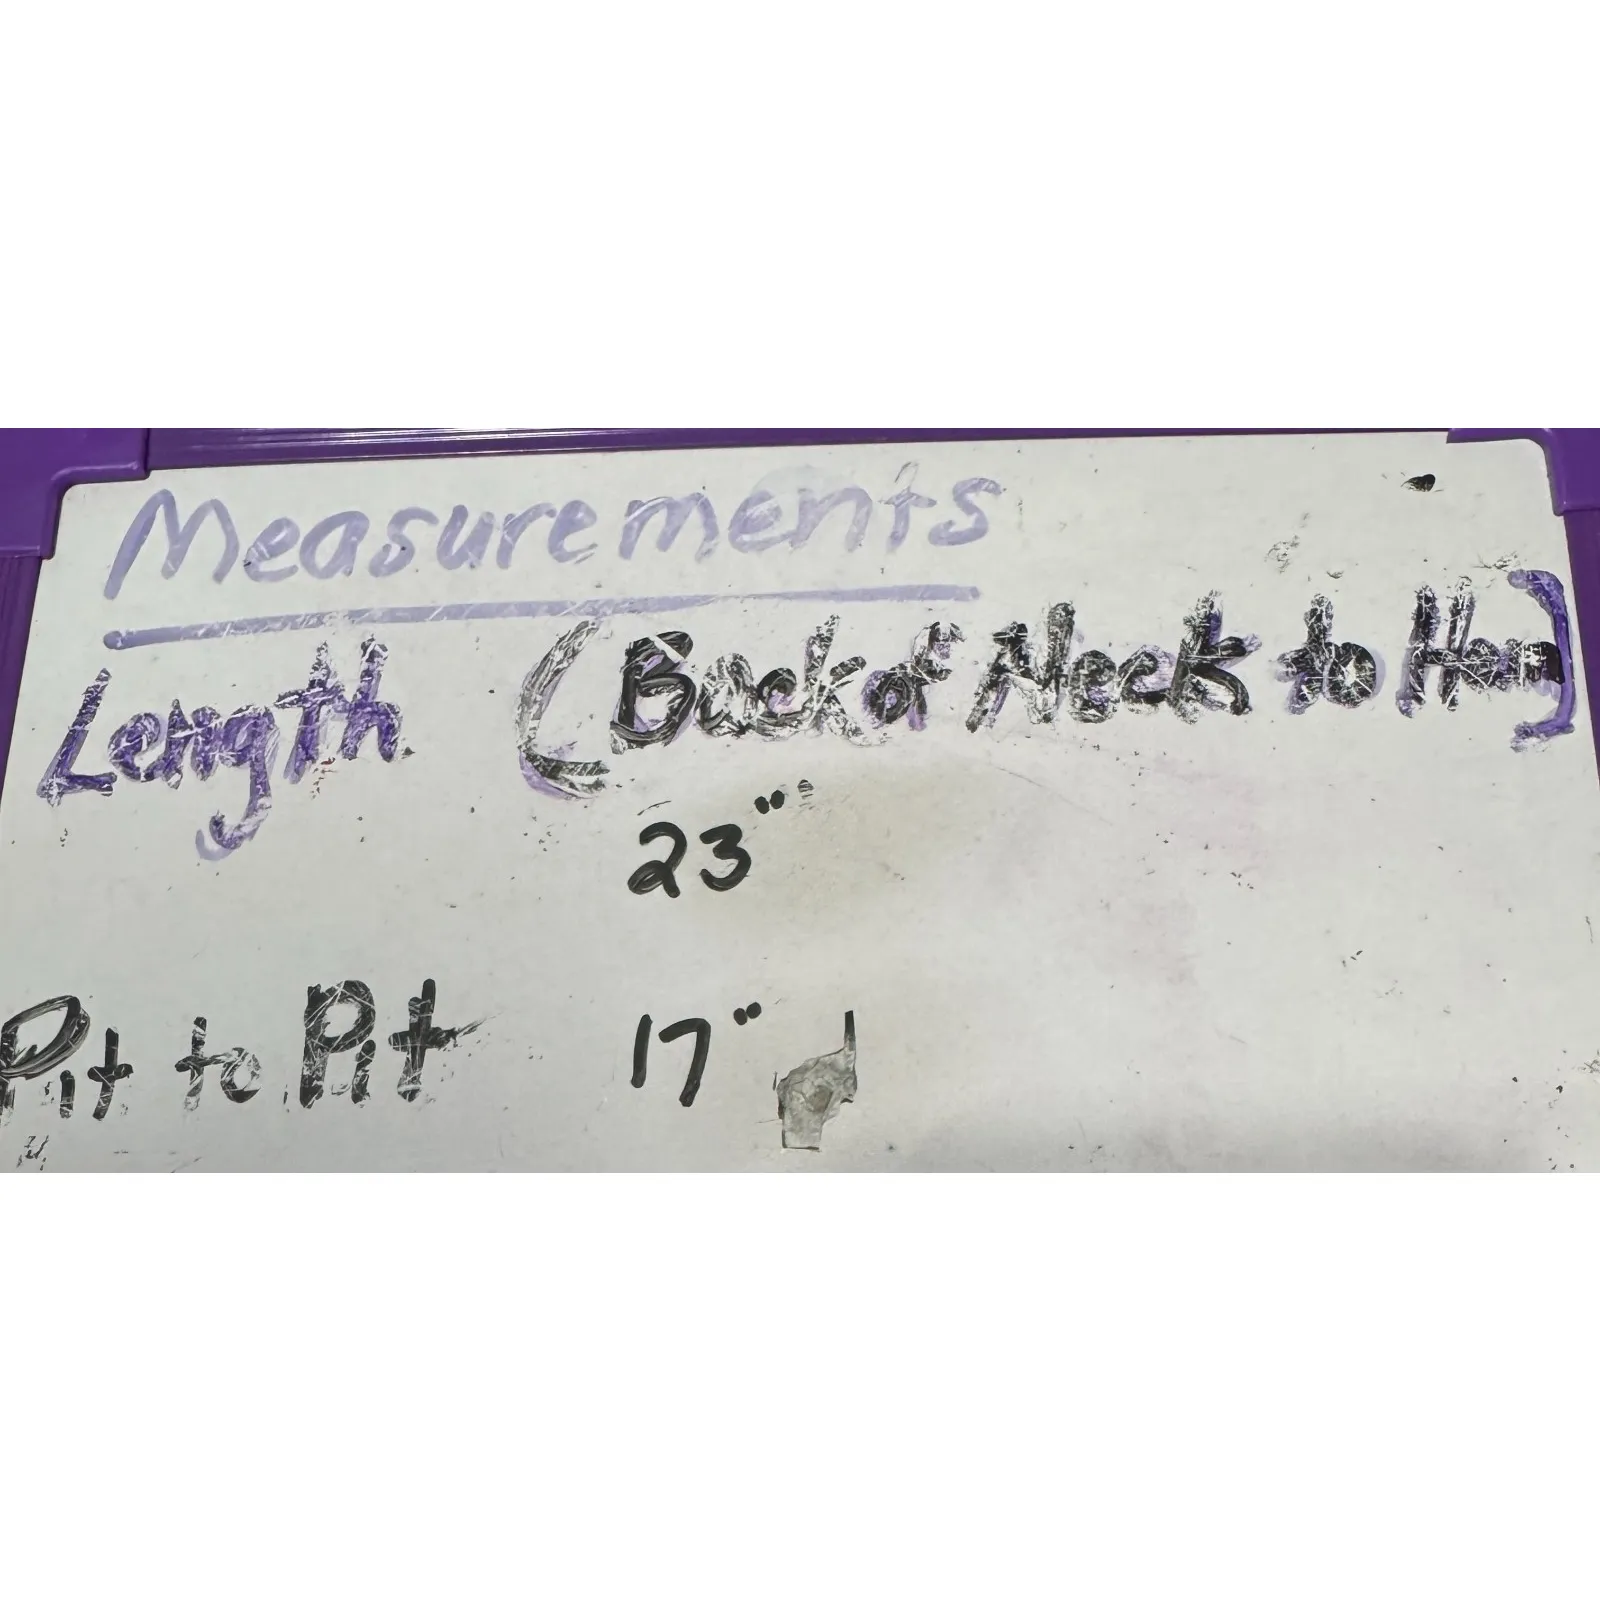 Measurements
Length (Back of Neck to Hem)
23"
Pit to Pit 17"